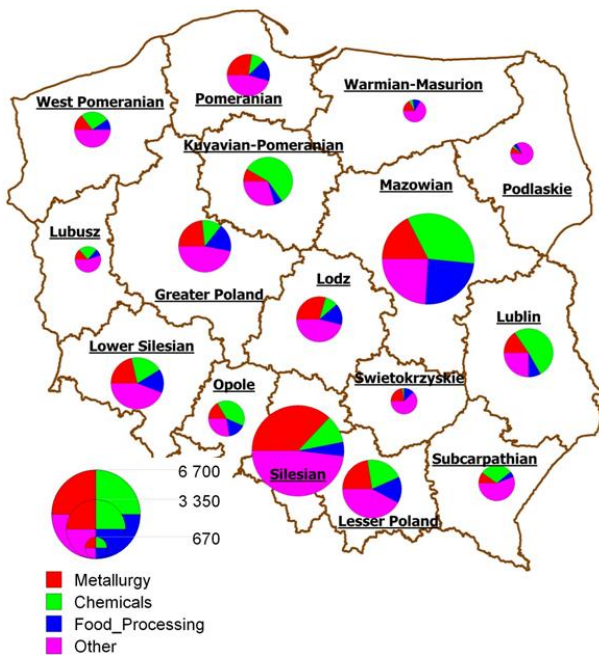 Warmian-Masurion
West Pomeranian
Pomeranian
Kuyavian-Pomeranian
Mazowian
Podlaskie
Lubusz
Greater Poland
Lodz
Lublin
Lower Silesian
Opole
Swietokrzyskie
Silesian
Subcarpathian
Lesser Poland
6 700
3 350
670
Metallurgy
Chemicals
Food_Processing
Other